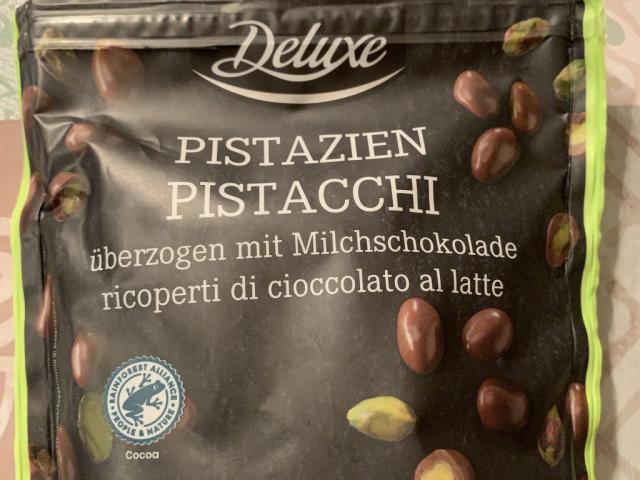 Deluxe
PISTAZIEN
PISTACCHI
überzogen mit Milchschokolade
ricoperti di cioccolato al latte
RAINFOREST ALLIANCE
PEOPLE & NATURE
Cocoa